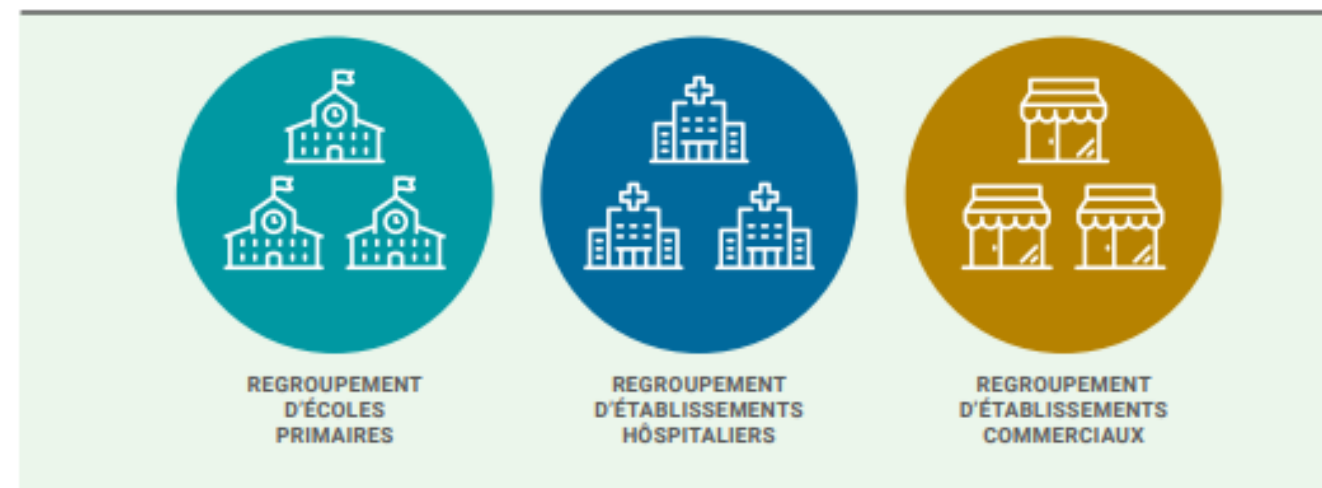 REGROUPEMENT
D'ÉCOLES
PRIMAIRES
REGROUPEMENT
D'ÉTABLISSEMENTS
HÔSPITALIERS
REGROUPEMENT
D'ÉTABLISSEMENTS
COMMERCIAUX